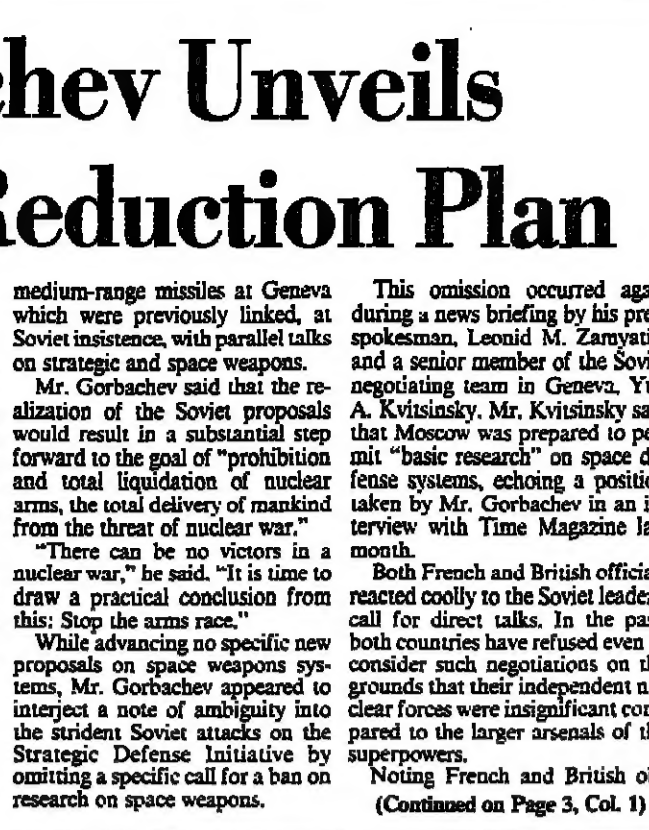 chev Unveils
Reduction Plan
medium-range missiles at Geneva
which were previously linked, at
Soviet insistence, with parallel talks
on strategic and space weapons.
Mr. Gorbachev said that the re-
alization of the Soviet proposals
would result in a substantial step
forward to the goal of "prohibition
and total liquidation of nuclear
arms, the total delivery of mankind
from the threat of nuclear war."
"There can be no victors in a
nuclear war," he said. "It is time to
draw a practical conclusion from
this: Stop the arms race."
While advancing no specific new
proposals on space weapons sys-
tems, Mr. Gorbachev appeared to
interject a note of ambiguity into
the strident Soviet attacks on the
Strategic Defense Initiative by
omitting a specific call for a ban on
research on space weapons.
This omission occurred aga
during a news briefing by his pre
spokesman, Leonid M. Zamyati
and a senior member of the Sovi
negotiating team in Geneva, Yu
A. Kvitsinsky. Mr. Kvitsinsky sa
that Moscow was prepared to pe
mit "basic research" on space d
fense systems, echoing a positio
taken by Mr. Gorbachev in an i
terview with Time Magazine la
month.
Both French and British officia
reacted coolly to the Soviet leade
call for direct talks. In the pas
both countries have refused even
consider such negotiations on th
grounds that their independent n
clear forces were insignificant com
pared to the larger arsenals of th
superpowers.
Noting French and British ob
(Continued on Page 3, Col. 1)